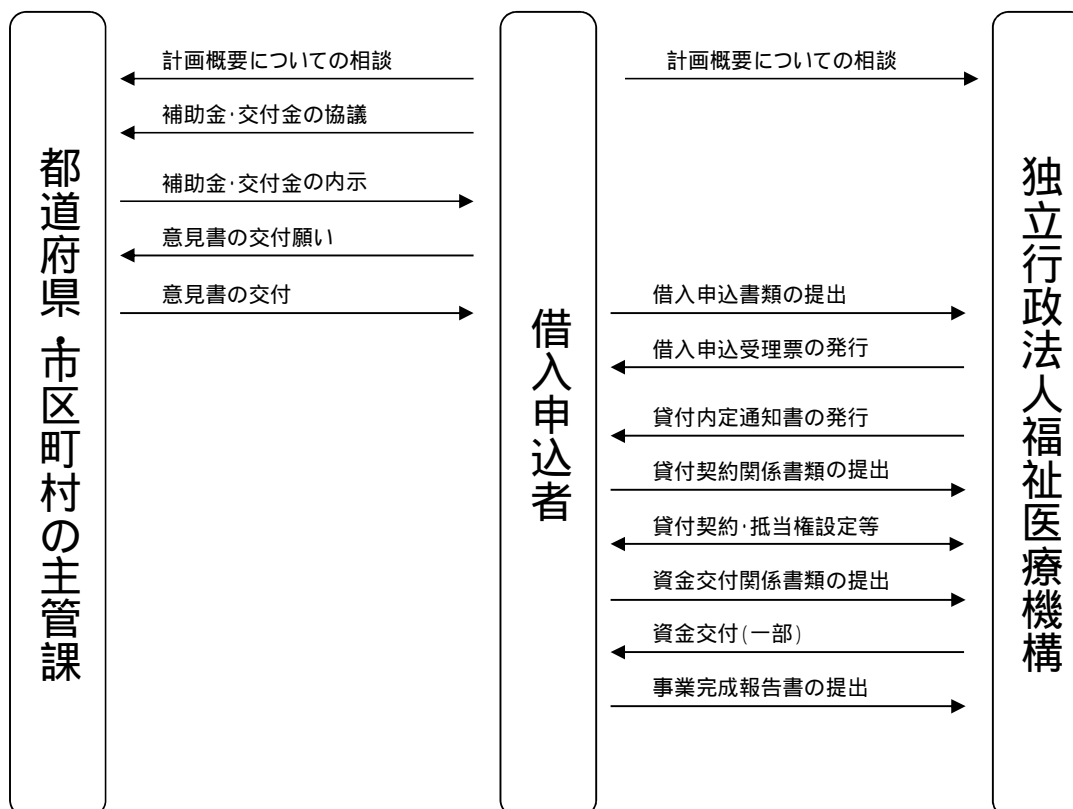 都道府県・市区町村の主管課
計画概要についての相談
補助金・交付金の協議
補助金・交付金の内示
意見書の交付願い
意見書の交付
借入申込者
計画概要についての相談
借入申込書類の提出
借入申込受理票の発行
貸付内定通知書の発行
貸付契約関係書類の提出
貸付契約・抵当権設定等
資金交付関係書類の提出
資金交付(一部)
事業完成報告書の提出
独立行政法人福祉医療機構